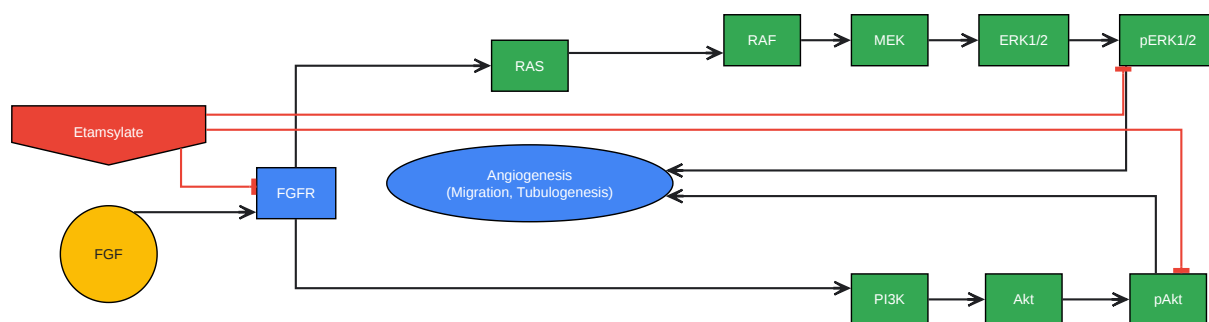 RAF
MEK
ERK1/2
pERK1/2
RAS
Etamsylate
Angiogenesis
(Migration, Tubulogenesis)
FGFR
FGF
PI3K
Akt
pAkt